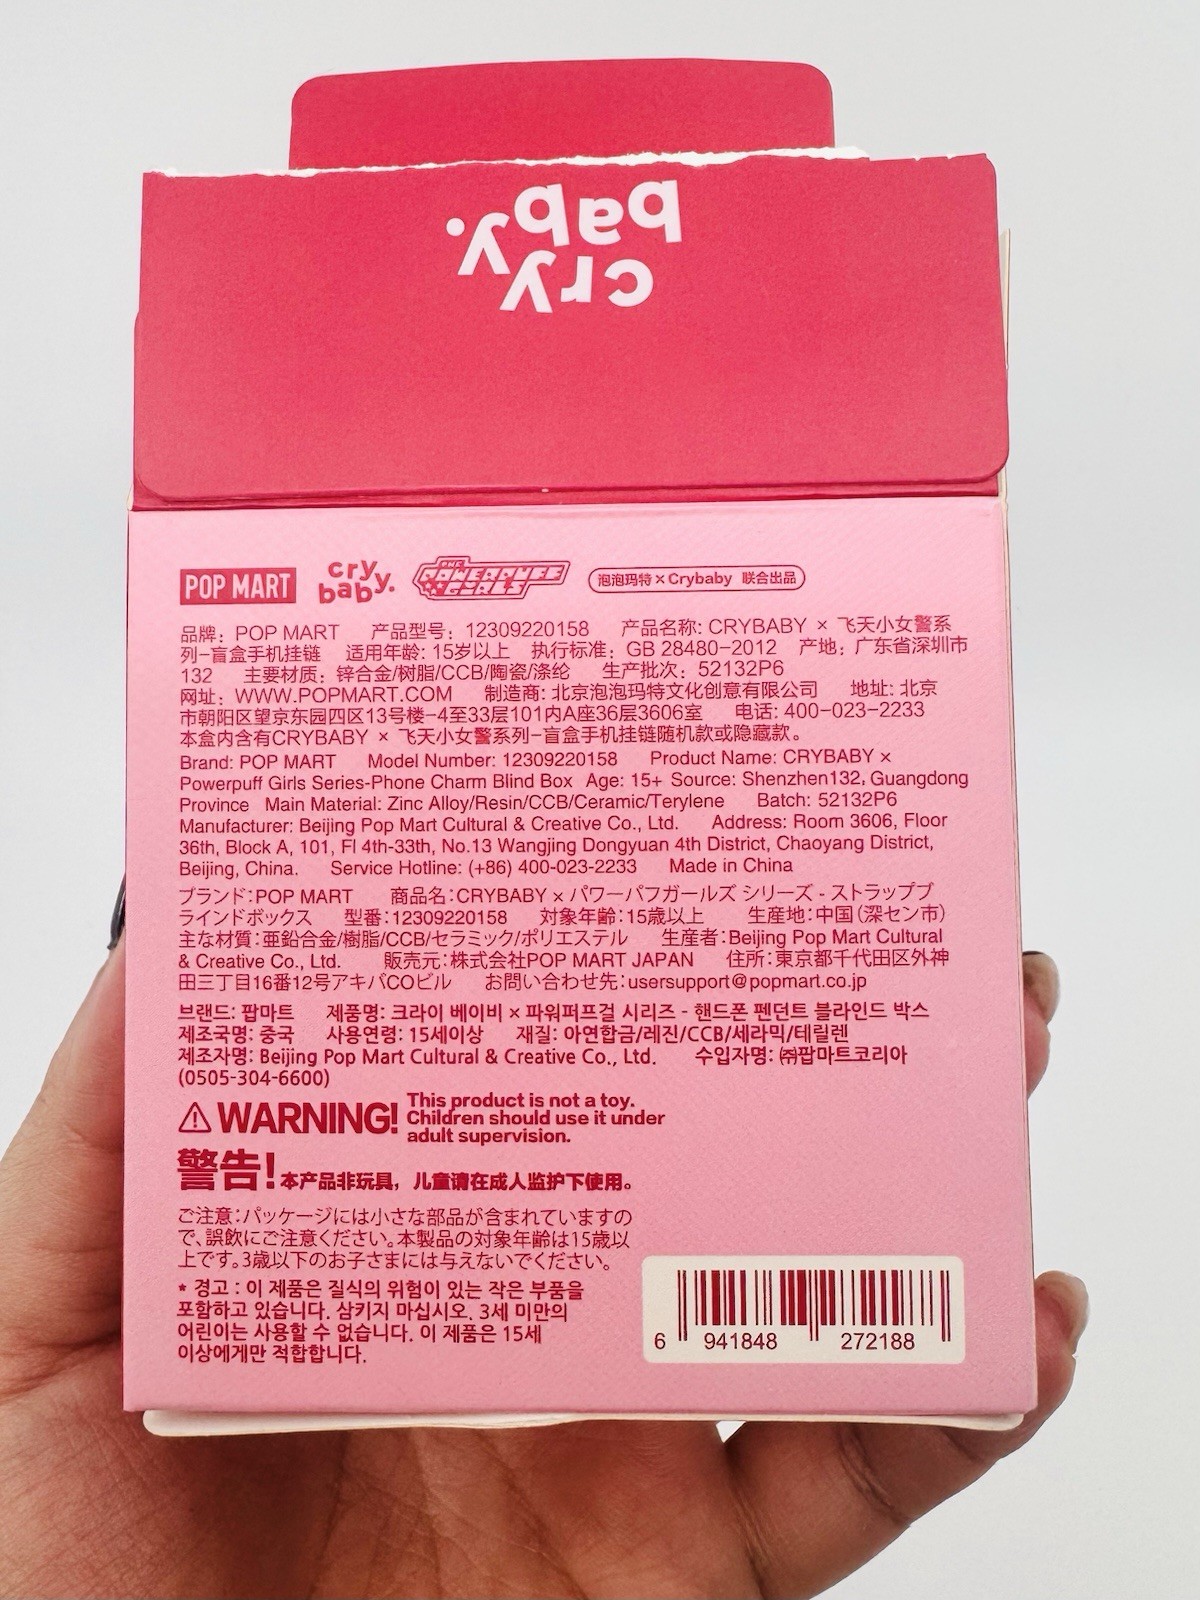 cry
baby.
POP MART
cry
baby.
THE
POWERPUFF
GIRLS
泡泡玛特×Crybaby 联合出品
品牌：POP MART 产品型号：12309220158 产品名称：CRYBABY × 飞天小女警系
列-盲盒手机挂链 适用年龄：15岁以上 执行标准：GB 28480-2012 产地：广东省深圳市
132 主要材质：锌合金/树脂/CCB/陶瓷/涤纶 生产批次：52132P6
网址：WWW.POPMART.COM 制造商：北京泡泡玛特文化创意有限公司 地址：北京
市朝阳区望京东园四区13号楼-4至33层101内A座36层3606室 电话：400-023-2233
本盒内含有CRYBABY × 飞天小女警系列-盲盒手机挂链随机款或隐藏款。
Brand: POP MART Model Number: 12309220158 Product Name: CRYBABY ×
Powerpuff Girls Series-Phone Charm Blind Box Age: 15+ Source: Shenzhen132, Guangdong
Province Main Material: Zinc Alloy/Resin/CCB/Ceramic/Terylene Batch: 52132P6
Manufacturer: Beijing Pop Mart Cultural & Creative Co., Ltd. Address: Room 3606, Floor
36th, Block A, 101, Fl 4th-33th, No.13 Wangjing Dongyuan 4th District, Chaoyang District,
Beijing, China. Service Hotline: (+86) 400-023-2233 Made in China
ブランド：POP MART 商品名：CRYBABY × パワーパフガールズ シリーズ - ストラップブ
ラインドボックス 型番：12309220158 対象年齢：15歳以上 生産地：中国（深セン市）
主な材質：亜鉛合金/樹脂/CCB/セラミック/ポリエステル 生産者：Beijing Pop Mart Cultural
& Creative Co., Ltd. 販売元：株式会社POP MART JAPAN 住所：東京都千代田区外神
田三丁目16番12号アキバCOビル お問い合わせ先：usersupport@popmart.co.jp
브랜드: 팝마트 제품명: 크라이 베이비 × 파워퍼프걸 시리즈 - 핸드폰 펜던트 블라인드 박스
제조국명: 중국 사용연령: 15세이상 재질: 아연합금/레진/CCB/세라믹/테릴렌
제조자명: Beijing Pop Mart Cultural & Creative Co., Ltd. 수입자명: ㈜팝마트코리아
(0505-304-6600)
WARNING! This product is not a toy.
Children should use it under
adult supervision.
警告！本产品非玩具，儿童请在成人监护下使用。
ご注意：パッケージには小さな部品が含まれていますの
で、誤飲にご注意ください。本製品の対象年齢は15歳以
上です。3歳以下のお子さまには与えないでください。
* 경고 : 이 제품은 질식의 위험이 있는 작은 부품을
포함하고 있습니다. 삼키지 마십시오. 3세 미만의
어린이는 사용할 수 없습니다. 이 제품은 15세
이상에게만 적합합니다.
6 941848 272188